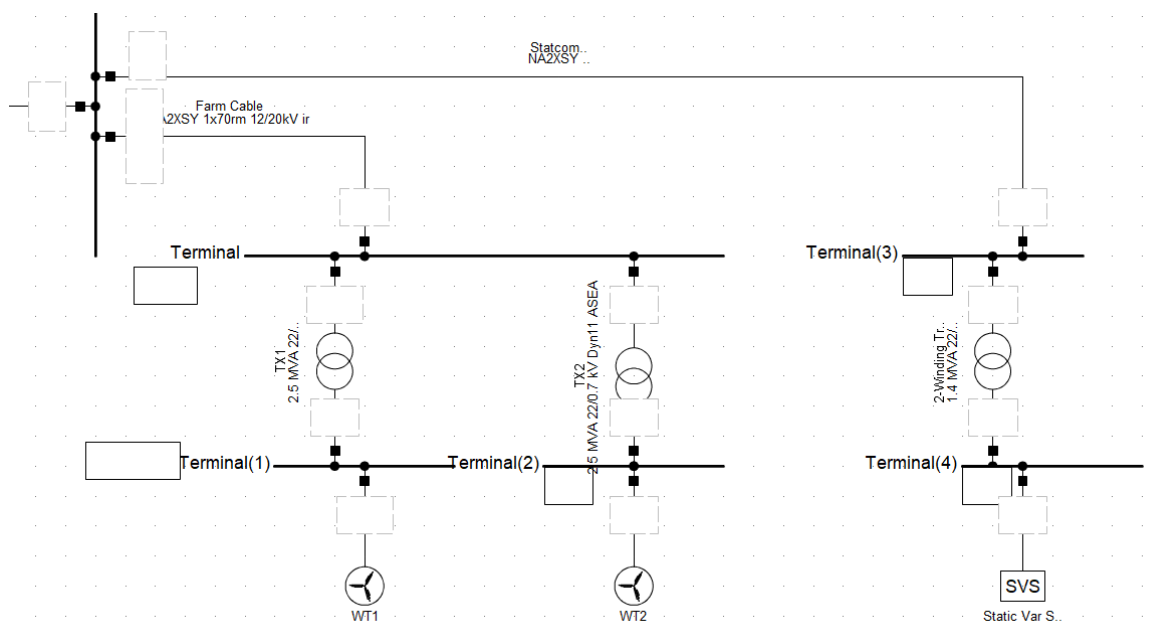 Statcom..
NA2XSY ..
Farm Cable
A2XSY 1x70rm 12/20kV ir
Terminal
Terminal(3)
TX1
2.5 MVA 22/..
TX2
2.5 MVA 22/0.7 kV Dyn11 ASEA
2-Winding Tr..
1.4 MVA 22/..
Terminal(1)
Terminal(2)
Terminal(4)
SVS
WT1
WT2
Static Var S..